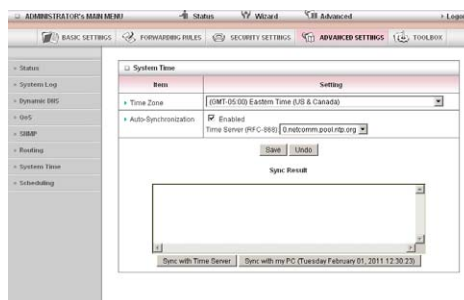 ADMINISTRATOR's MAIN MENU
Status
Wizard
Advanced
Logout
BASIC SETTINGS
FORWARDING RULES
SECURITY SETTINGS
ADVANCED SETTINGS
TOOLBOX
Status
System Log
Dynamic DNS
QoS
SNMP
Routing
System Time
Scheduling
System Time
Item Setting
Time Zone (GMT-05:00) Eastern Time (US & Canada)
Auto-Synchronization Enabled
Time Server (RFC-868) 0.netcomm.pool.ntp.org
Save Undo
Sync Result
Sync with Time Server Sync with my PC (Tuesday February 01, 2011 12:30:23)